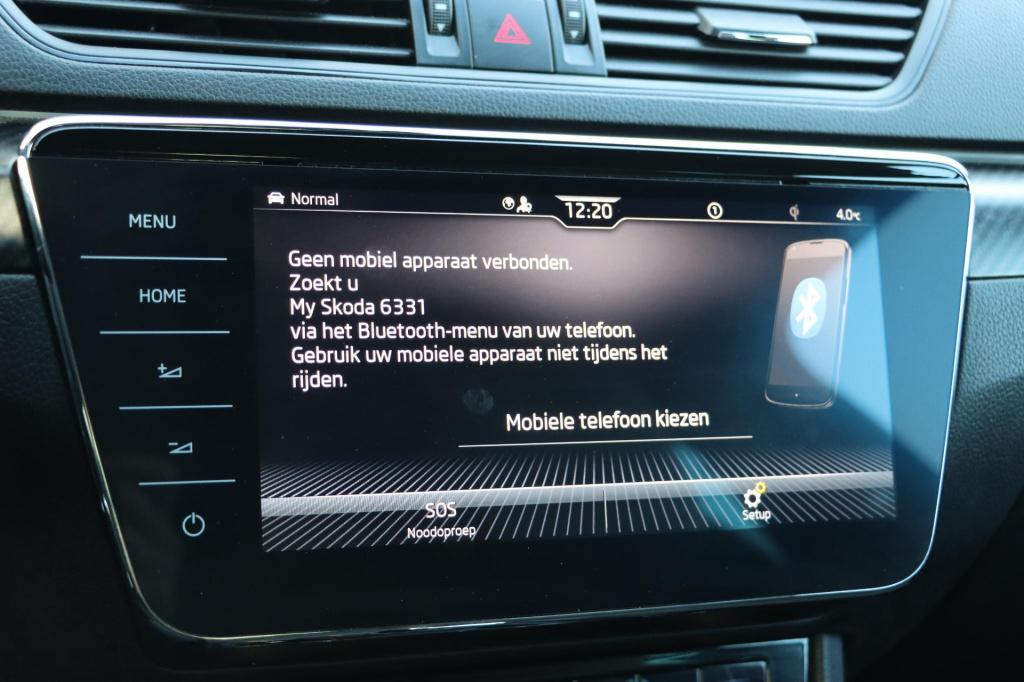 Normal
12:20
1
4.0°C
MENU
HOME
Geen mobiel apparaat verbonden.
Zoekt u
My Skoda 6331
via het Bluetooth-menu van uw telefoon.
Gebruik uw mobiele apparaat niet tijdens het
rijden.
Mobiele telefoon kiezen
SOS
Noodoproep
Setup